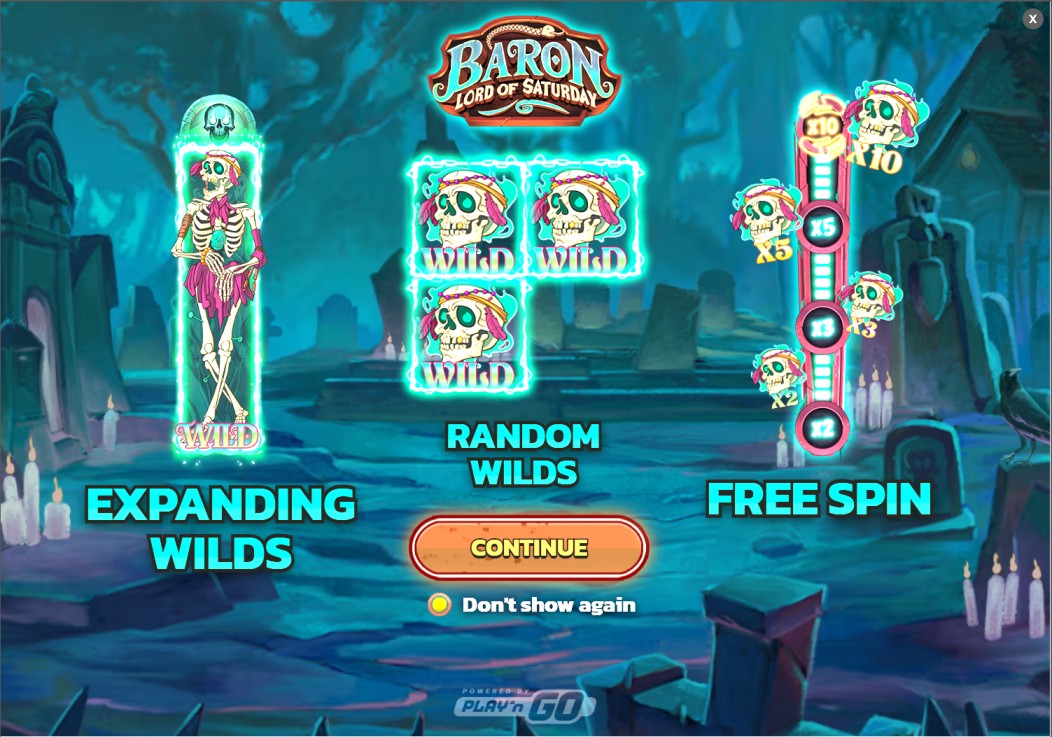 X
BARON
LORD OF SATURDAY
WILD
WILD
WILD
WILD
X10
X10
X5
X5
X3
X3
X2
X2
EXPANDING
WILDS
RANDOM
WILDS
FREE SPIN
CONTINUE
Don't show again
POWERED BY
PLAY'n GO